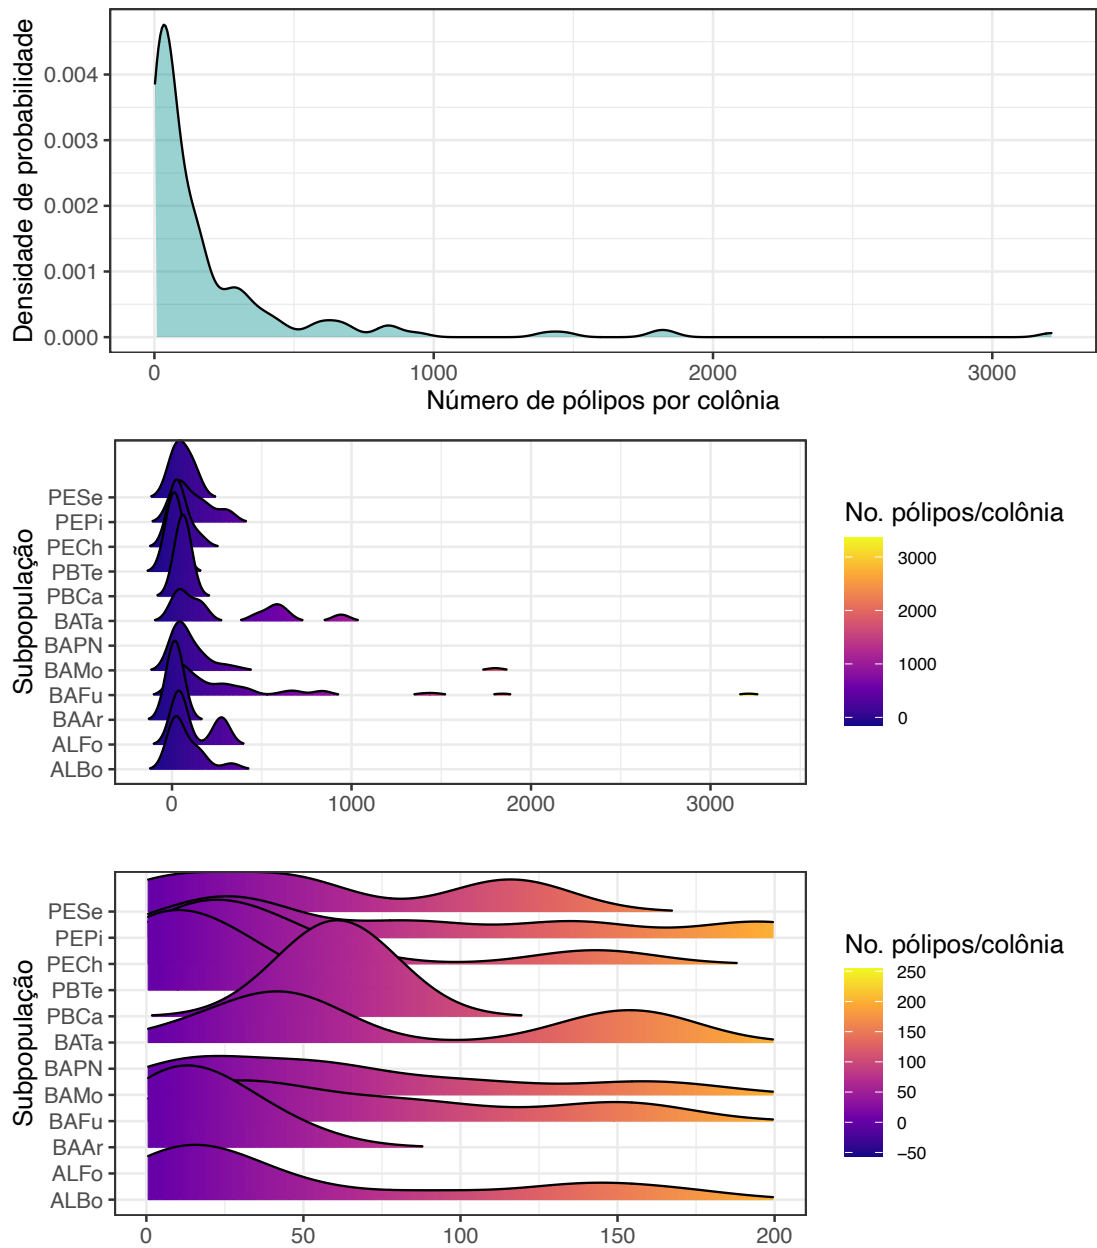 Densidade de probabilidade
0.004
0.003
0.002
0.001
0.000
0 1000 2000 3000
Número de pólipos por colônia
Subpopulação
PESe
PEPi
PECh
PBTe
PBCa
BATa
BAPN
BAMo
BAFu
BAAr
ALFo
ALBo
0 1000 2000 3000
No. pólipos/colônia
3000
2000
1000
0
Subpopulação
PESe
PEPi
PECh
PBTe
PBCa
BATa
BAPN
BAMo
BAFu
BAAr
ALFo
ALBo
0 50 100 150 200
No. pólipos/colônia
250
200
150
100
50
0
−50